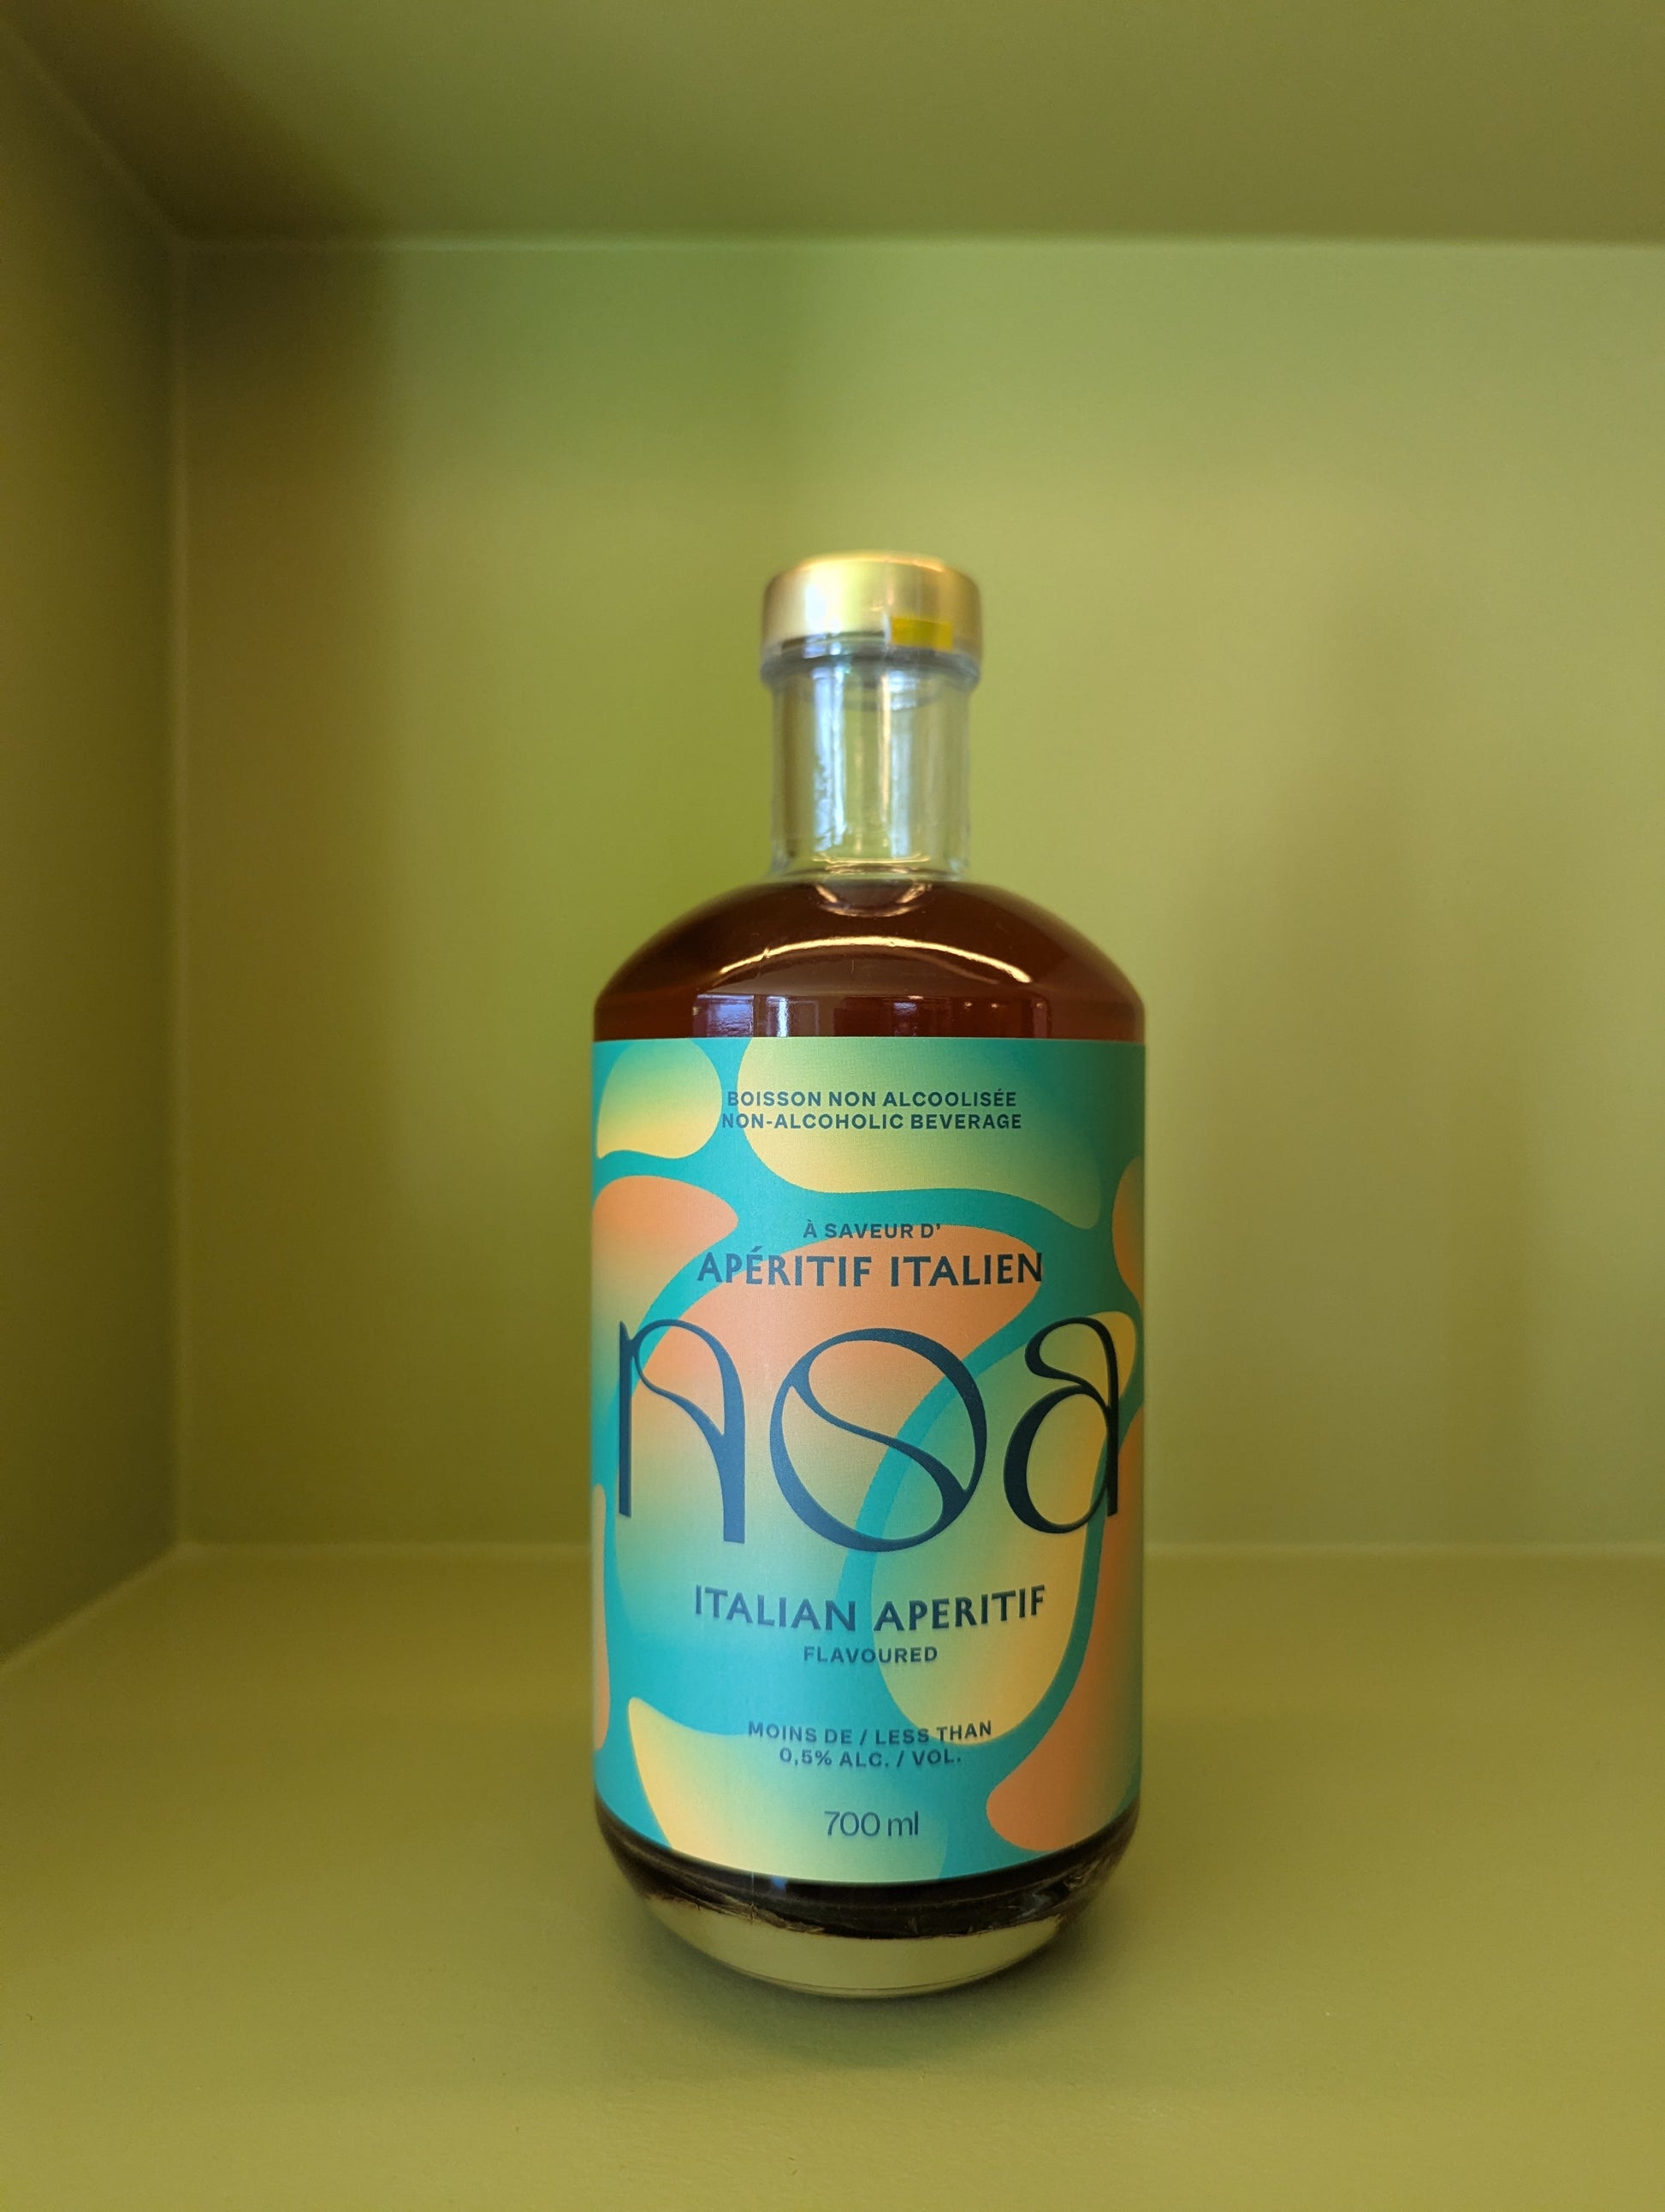 BOISSON NON ALCOOLISÉE
NON-ALCOHOLIC BEVERAGE
À SAVEUR D'
APÉRITIF ITALIEN
noa
ITALIAN APERITIF
FLAVOURED
MOINS DE / LESS THAN
0,5% ALC. / VOL.
700 ml